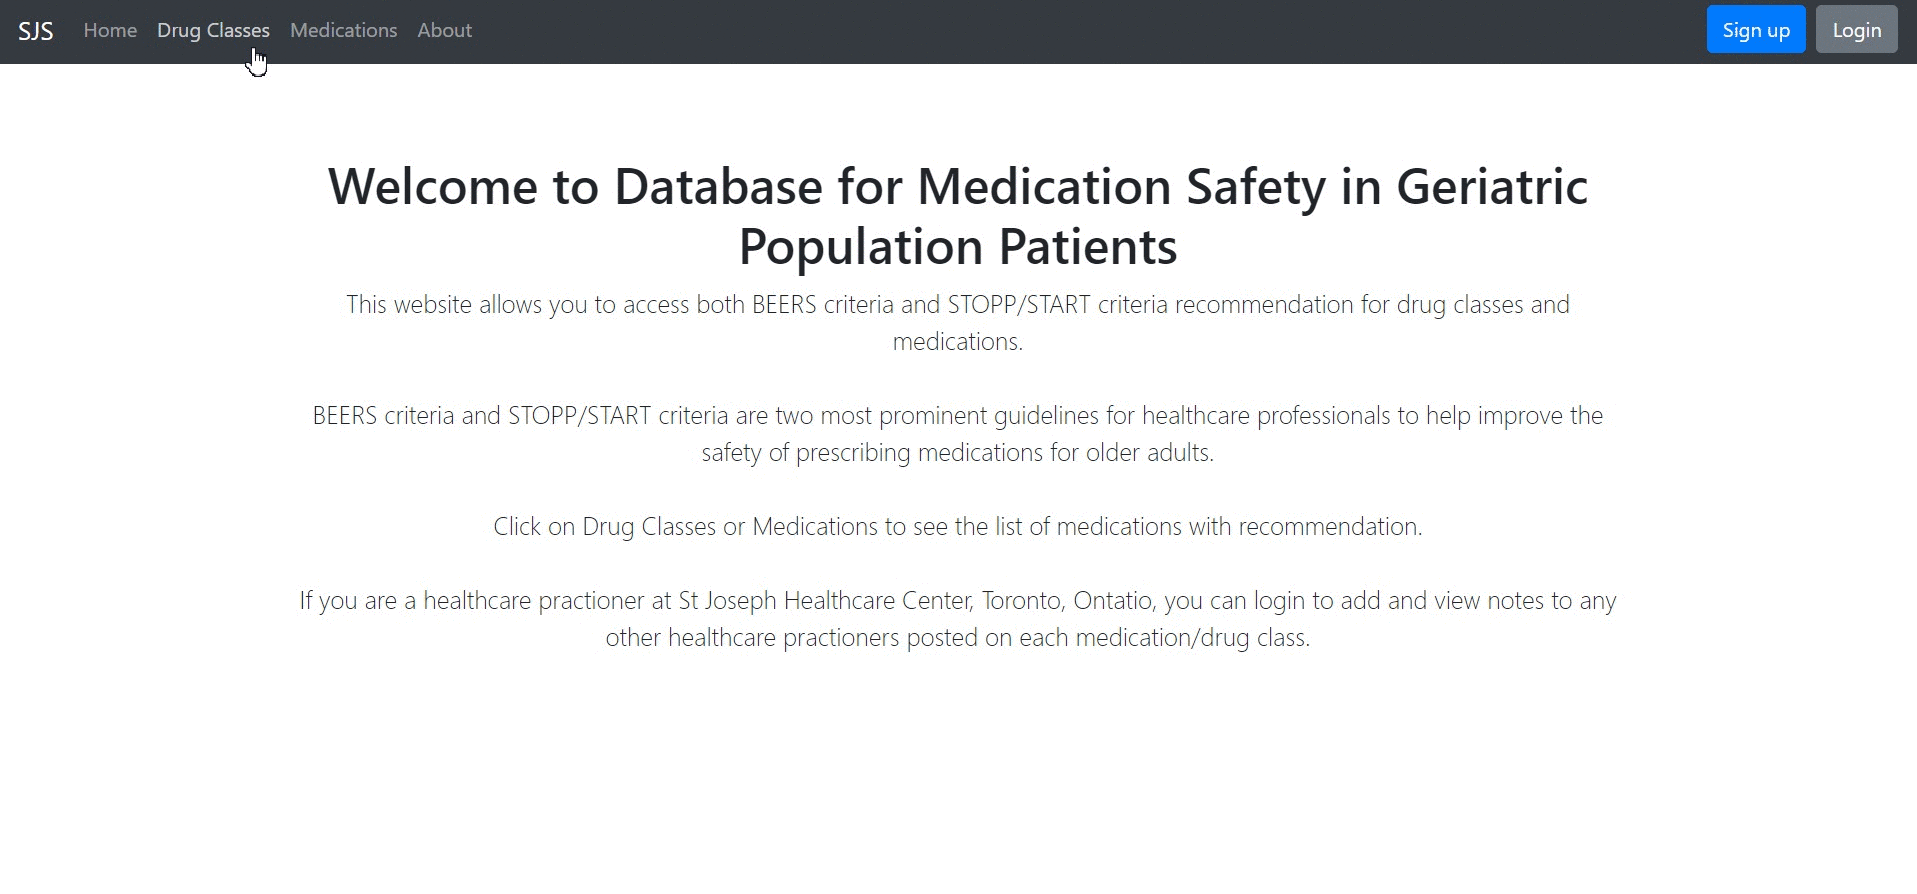 SJS Home Drug Classes Medications About Sign up Login
Welcome to Database for Medication Safety in Geriatric
Population Patients
This website allows you to access both BEERS criteria and STOPP/START criteria recommendation for drug classes and
medications.
BEERS criteria and STOPP/START criteria are two most prominent guidelines for healthcare professionals to help improve the
safety of prescribing medications for older adults.
Click on Drug Classes or Medications to see the list of medications with recommendation.
If you are a healthcare practioner at St Joseph Healthcare Center, Toronto, Ontatio, you can login to add and view notes to any
other healthcare practioners posted on each medication/drug class.